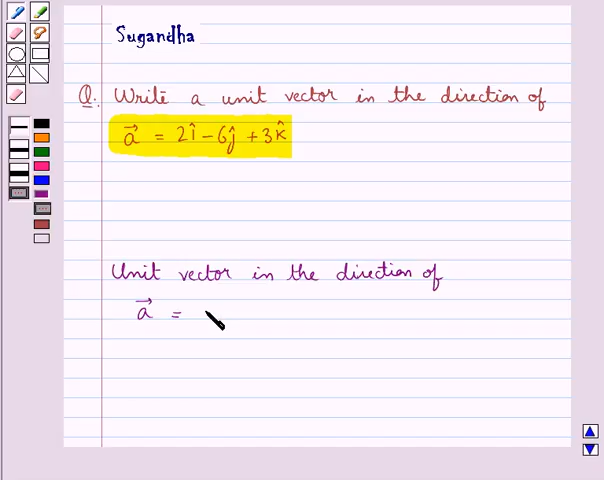 Sugandha
Q. Write a unit vector in the direction of
a⃗ = 2î - 6ĵ + 3k̂
Unit vector in the direction of
a⃗ =